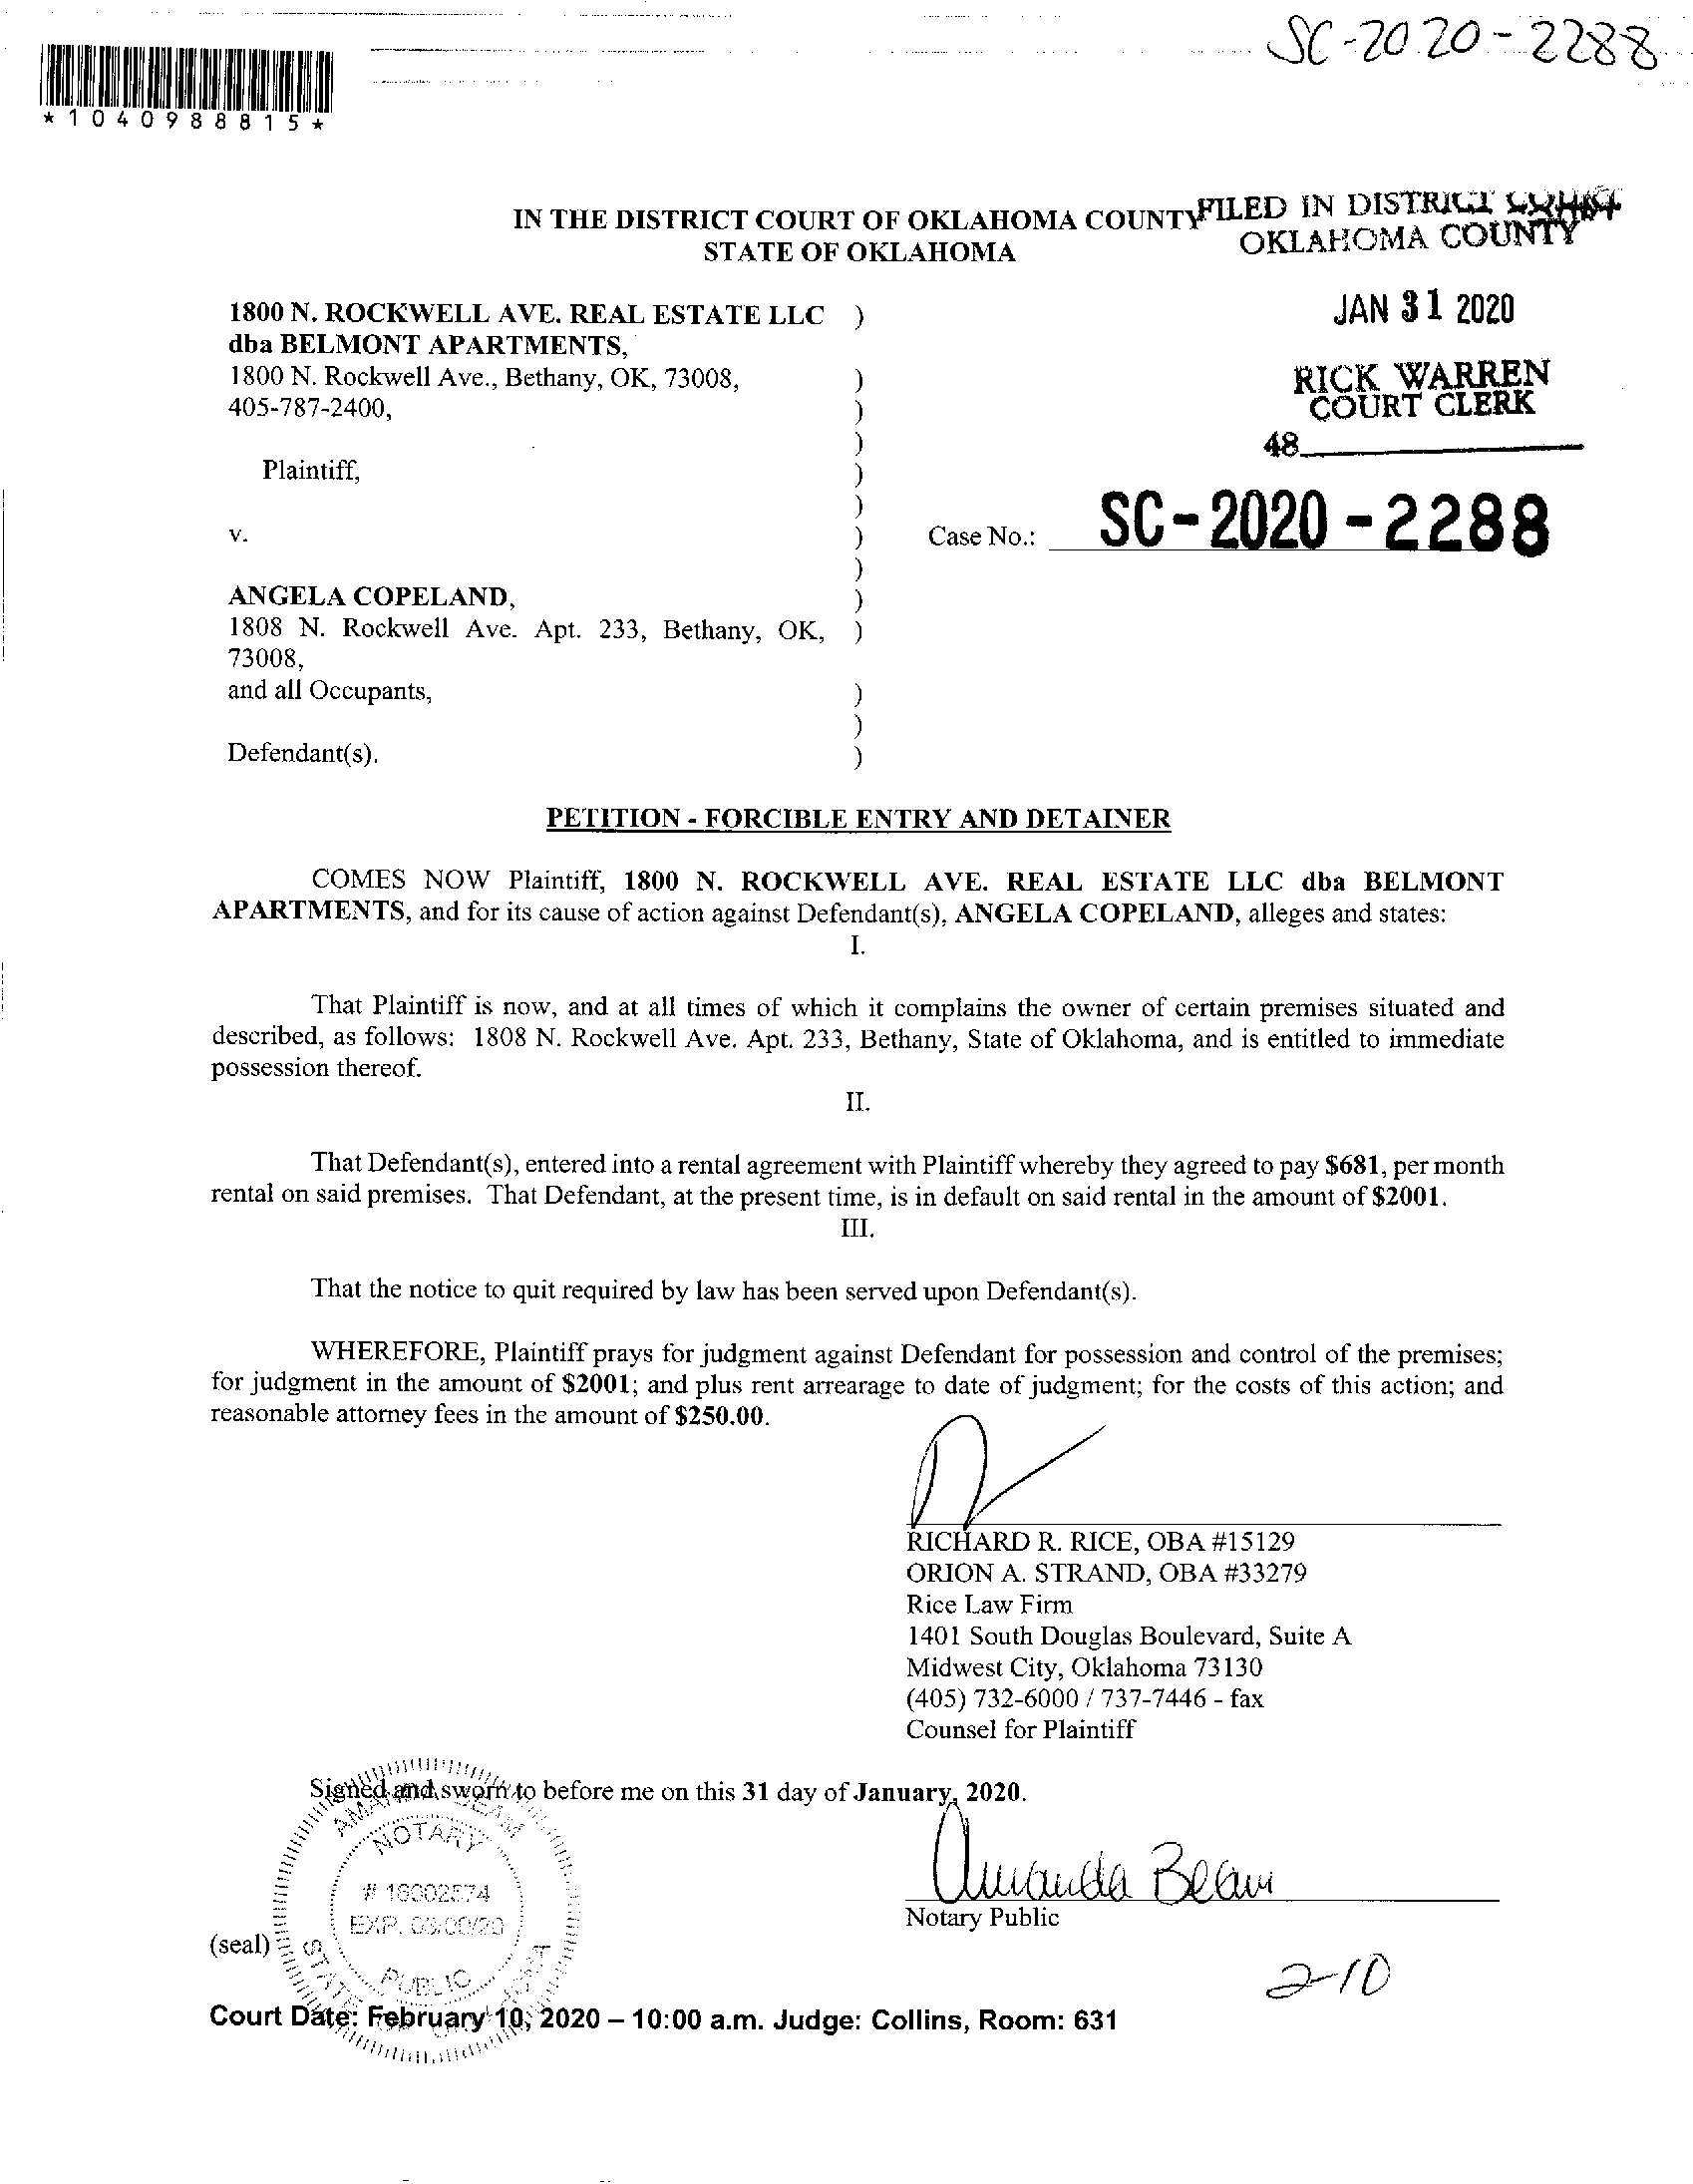 SC-2020-2288
*1040988815*
IN THE DISTRICT COURT OF OKLAHOMA COUNTY
STATE OF OKLAHOMA
FILED IN DISTRICT COURT
OKLAHOMA COUNTY
JAN 31 2020
RICK WARREN
COURT CLERK
48
1800 N. ROCKWELL AVE. REAL ESTATE LLC )
dba BELMONT APARTMENTS,
1800 N. Rockwell Ave., Bethany, OK, 73008, )
405-787-2400, )
)
Plaintiff, )
)
v. ) Case No.: SC-2020-2288
)
ANGELA COPELAND, )
1808 N. Rockwell Ave. Apt. 233, Bethany, OK, )
73008,
and all Occupants, )
)
Defendant(s). )
PETITION - FORCIBLE ENTRY AND DETAINER
COMES NOW Plaintiff, 1800 N. ROCKWELL AVE. REAL ESTATE LLC dba BELMONT
APARTMENTS, and for its cause of action against Defendant(s), ANGELA COPELAND, alleges and states:
I.
That Plaintiff is now, and at all times of which it complains the owner of certain premises situated and
described, as follows: 1808 N. Rockwell Ave. Apt. 233, Bethany, State of Oklahoma, and is entitled to immediate
possession thereof.
II.
That Defendant(s), entered into a rental agreement with Plaintiff whereby they agreed to pay $681, per month
rental on said premises. That Defendant, at the present time, is in default on said rental in the amount of $2001.
III.
That the notice to quit required by law has been served upon Defendant(s).
WHEREFORE, Plaintiff prays for judgment against Defendant for possession and control of the premises;
for judgment in the amount of $2001; and plus rent arrearage to date of judgment; for the costs of this action; and
reasonable attorney fees in the amount of $250.00.
RICHARD R. RICE, OBA #15129
ORION A. STRAND, OBA #33279
Rice Law Firm
1401 South Douglas Boulevard, Suite A
Midwest City, Oklahoma 73130
(405) 732-6000 / 737-7446 - fax
Counsel for Plaintiff
Signed and sworn to before me on this 31 day of January, 2020.
AMANDA BEAM
NOTARY
PUBLIC
STATE OF
Amanda Beam
Notary Public
(seal)
2-10
Court Date: February 10, 2020 – 10:00 a.m. Judge: Collins, Room: 631